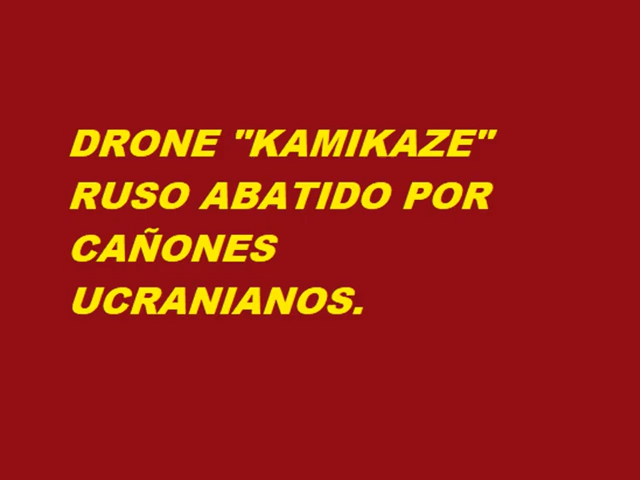 DRONE "KAMIKAZE"
RUSO ABATIDO POR
CAÑONES
UCRANIANOS.